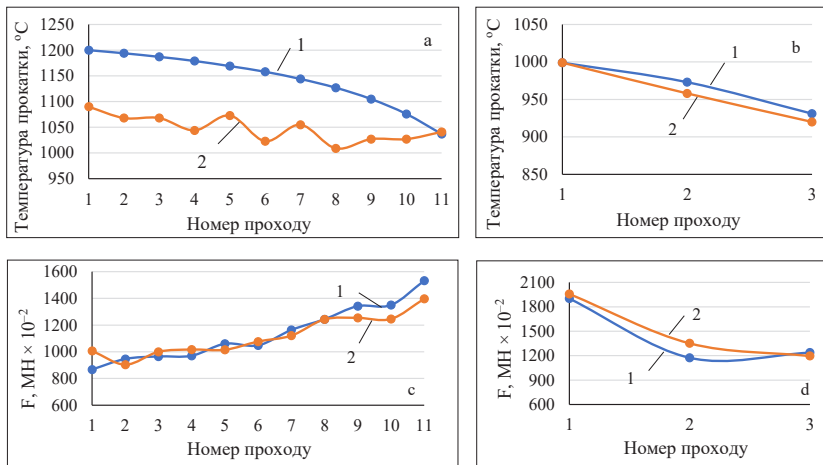 Температура прокатки, °C
1250
1200
1150
1100
1050
1000
950
1
2
a
1 2 3 4 5 6 7 8 9 10 11
Номер проходу
Температура прокатки, °C
1050
1000
950
900
850
1
2
b
1 2 3
Номер проходу
F, МН × 10⁻²
1600
1400
1200
1000
800
600
1
2
c
1 2 3 4 5 6 7 8 9 10 11
Номер проходу
F, МН × 10⁻²
2100
1800
1500
1200
900
600
2
1
d
1 2 3
Номер проходу